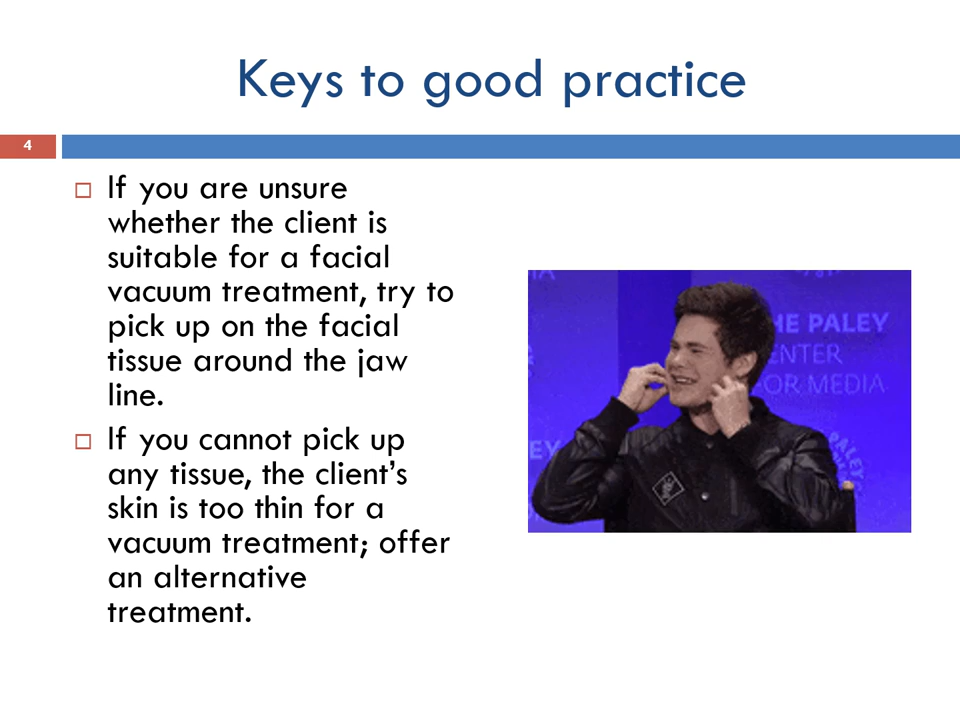 Keys to good practice
4
If you are unsure
whether the client is
suitable for a facial
vacuum treatment, try to
pick up on the facial
tissue around the jaw
line.
If you cannot pick up
any tissue, the client’s
skin is too thin for a
vacuum treatment; offer
an alternative
treatment.
HE PALEY
ENTER
FOR MEDIA
PALEY